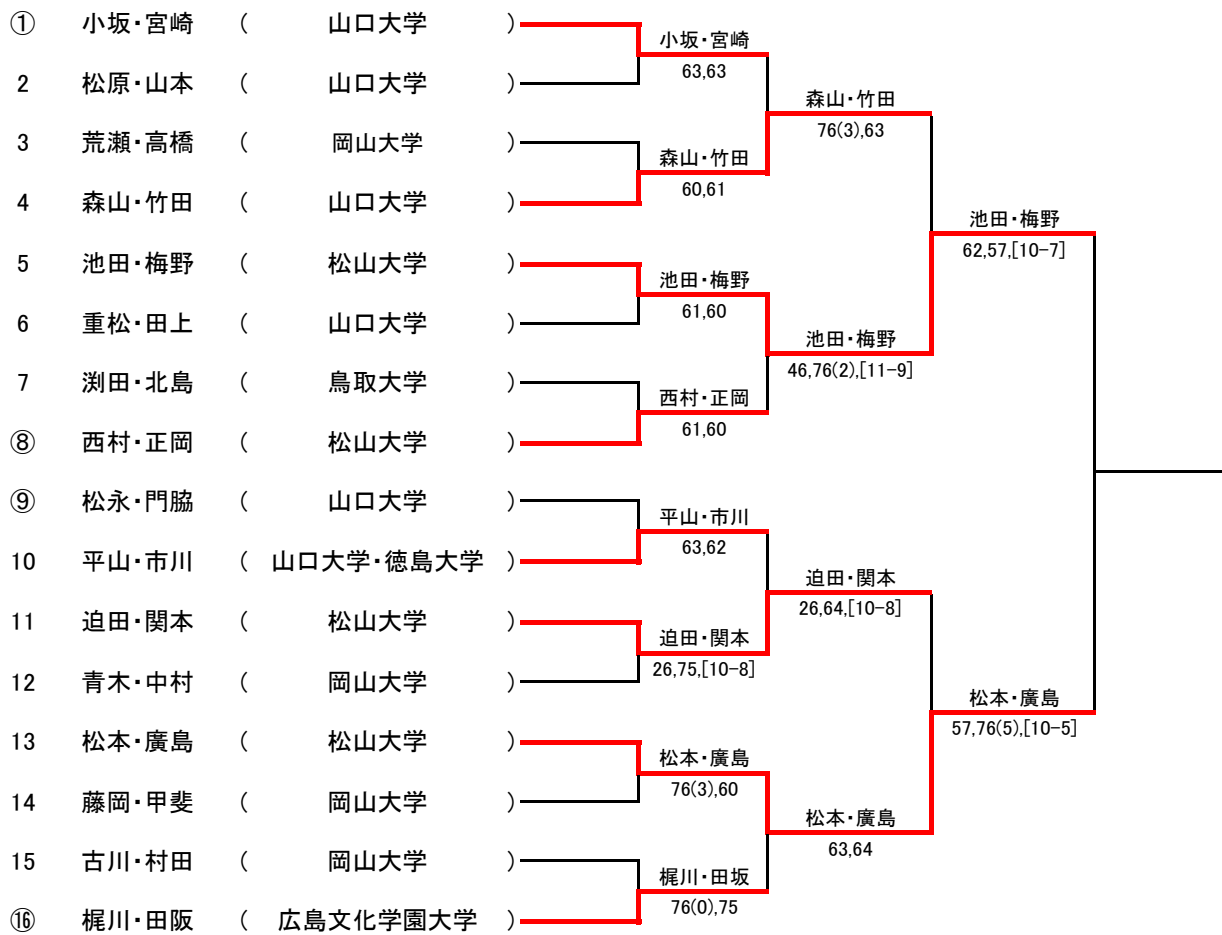 ① 小坂・宮崎 ( 山口大学 )
小坂・宮崎
63,63
2 松原・山本 ( 山口大学 )
森山・竹田
76(3),63
3 荒瀬・高橋 ( 岡山大学 )
森山・竹田
60,61
4 森山・竹田 ( 山口大学 )
池田・梅野
62,57,[10-7]
5 池田・梅野 ( 松山大学 )
池田・梅野
61,60
6 重松・田上 ( 山口大学 )
池田・梅野
46,76(2),[11-9]
7 渕田・北島 ( 鳥取大学 )
西村・正岡
61,60
⑧ 西村・正岡 ( 松山大学 )
⑨ 松永・門脇 ( 山口大学 )
平山・市川
63,62
10 平山・市川 ( 山口大学・徳島大学 )
迫田・関本
26,64,[10-8]
11 迫田・関本 ( 松山大学 )
迫田・関本
26,75,[10-8]
12 青木・中村 ( 岡山大学 )
松本・廣島
57,76(5),[10-5]
13 松本・廣島 ( 松山大学 )
松本・廣島
76(3),60
14 藤岡・甲斐 ( 岡山大学 )
松本・廣島
63,64
15 古川・村田 ( 岡山大学 )
梶川・田坂
76(0),75
⑯ 梶川・田阪 ( 広島文化学園大学 )